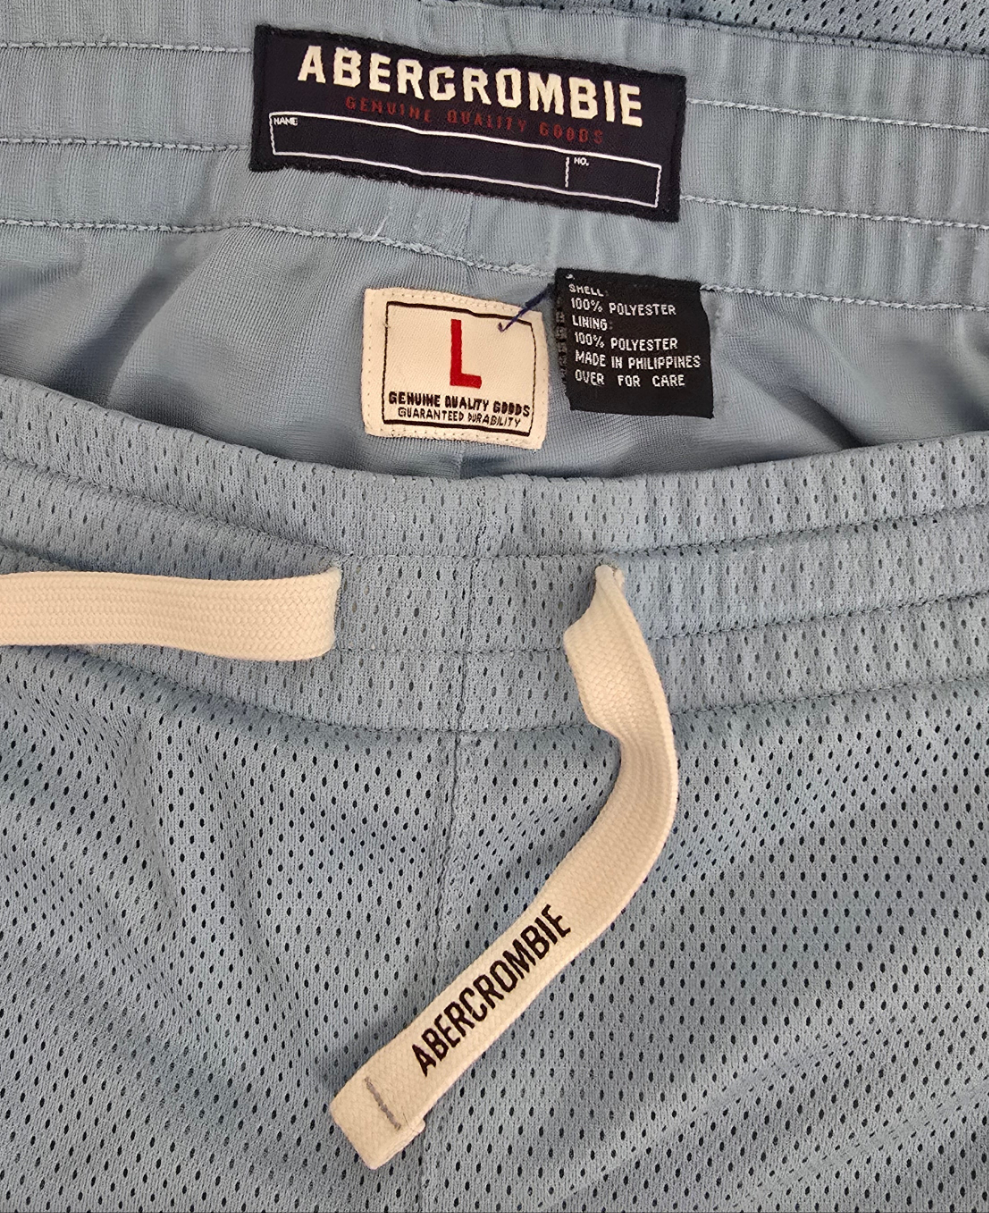 ABERCROMBIE
GENUINE QUALITY GOODS
NAME
NO.
L
GENUINE QUALITY GOODS
GUARANTEED DURABILITY
SHELL:
100% POLYESTER
LINING:
100% POLYESTER
MADE IN PHILIPPINES
OVER FOR CARE
ABERCROMBIE